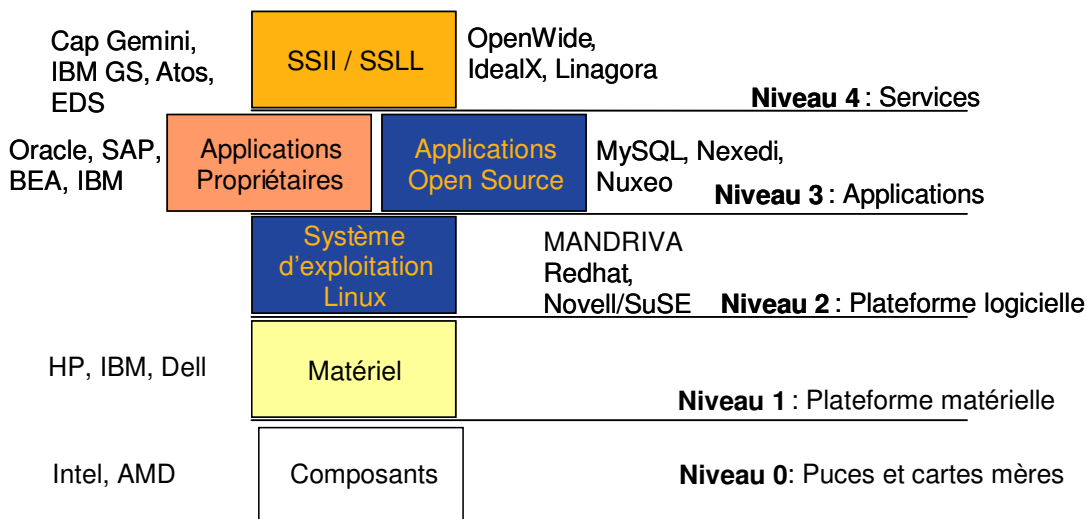 Cap Gemini,
IBM GS, Atos,
EDS
SSII / SSLL
OpenWide,
IdealX, Linagora
Niveau 4 : Services
Oracle, SAP,
BEA, IBM
Applications
Propriétaires
Applications
Open Source
MySQL, Nexedi,
Nuxeo
Niveau 3 : Applications
Système
d'exploitation
Linux
MANDRIVA
Redhat,
Novell/SuSE
Niveau 2 : Plateforme logicielle
HP, IBM, Dell
Matériel
Niveau 1 : Plateforme matérielle
Intel, AMD
Composants
Niveau 0: Puces et cartes mères